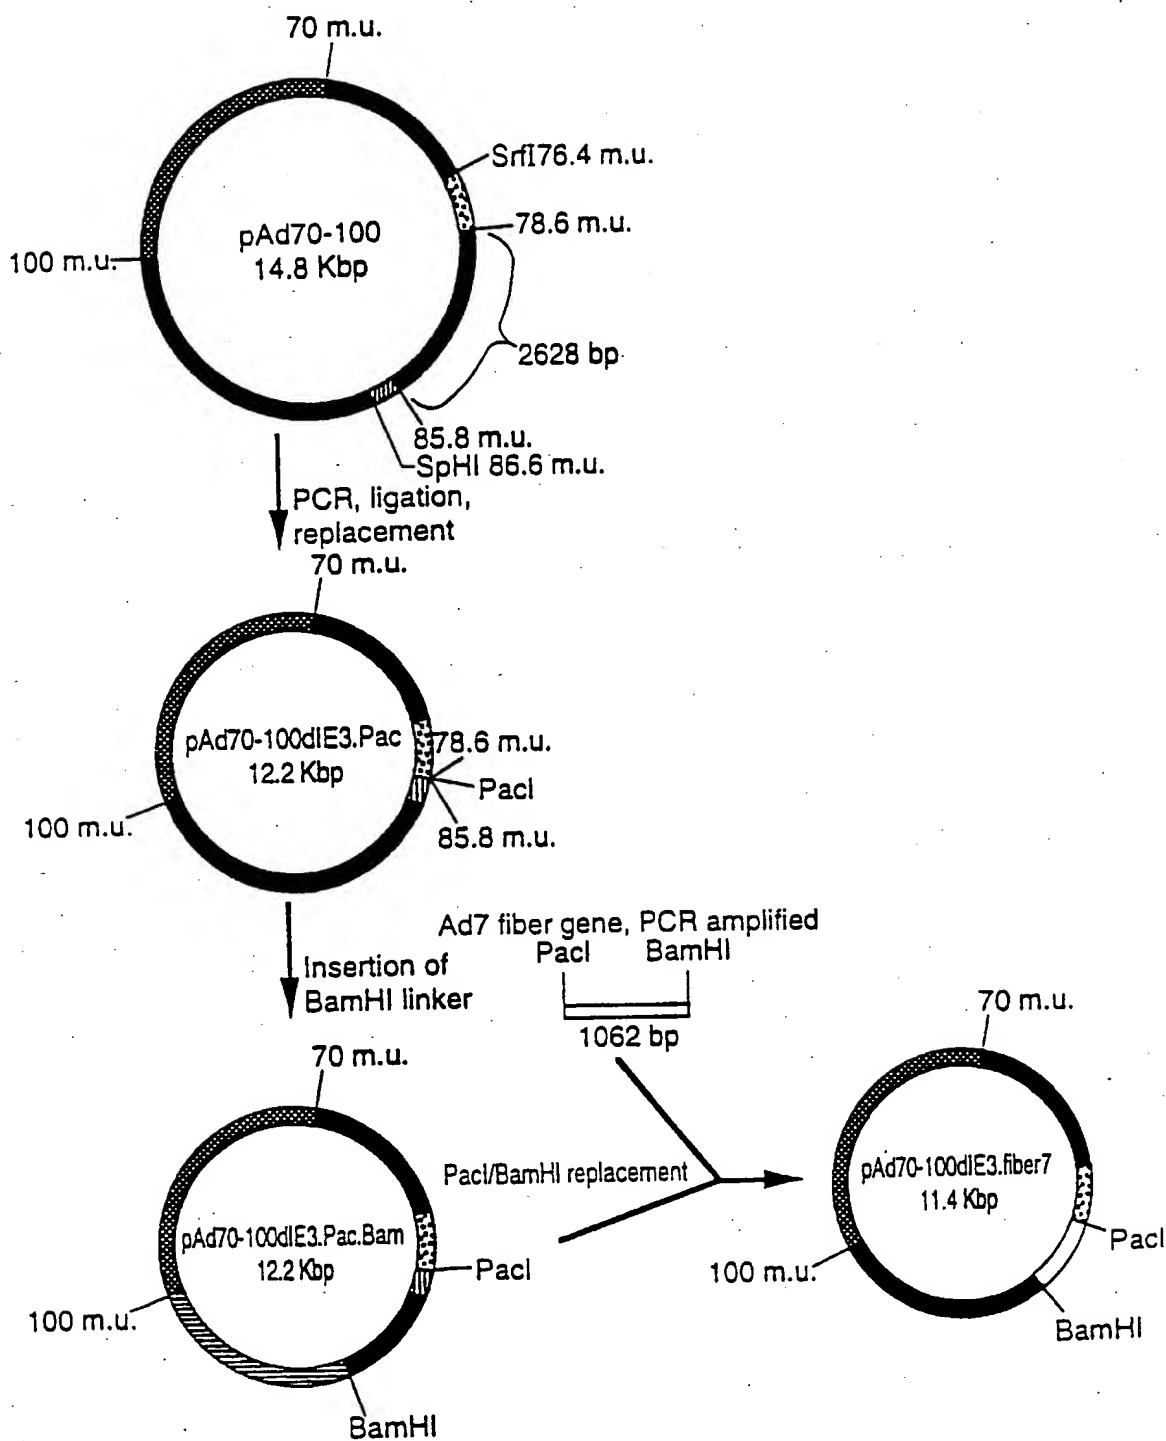 70 m.u.
SrfI76.4 m.u.
78.6 m.u.
pAd70-100
14.8 Kbp
100 m.u.
2628 bp
85.8 m.u.
SpHI 86.6 m.u.
PCR, ligation,
replacement
70 m.u.
pAd70-100dlE3.Pac
12.2 Kbp
78.6 m.u.
PacI
100 m.u.
85.8 m.u.
Ad7 fiber gene, PCR amplified
PacI BamHI
1062 bp
Insertion of
BamHI linker
70 m.u.
70 m.u.
PacI/BamHI replacement
pAd70-100dlE3.fiber7
11.4 Kbp
pAd70-100dlE3.Pac.Bam
12.2 Kbp
PacI
PacI
100 m.u.
100 m.u.
BamHI
BamHI